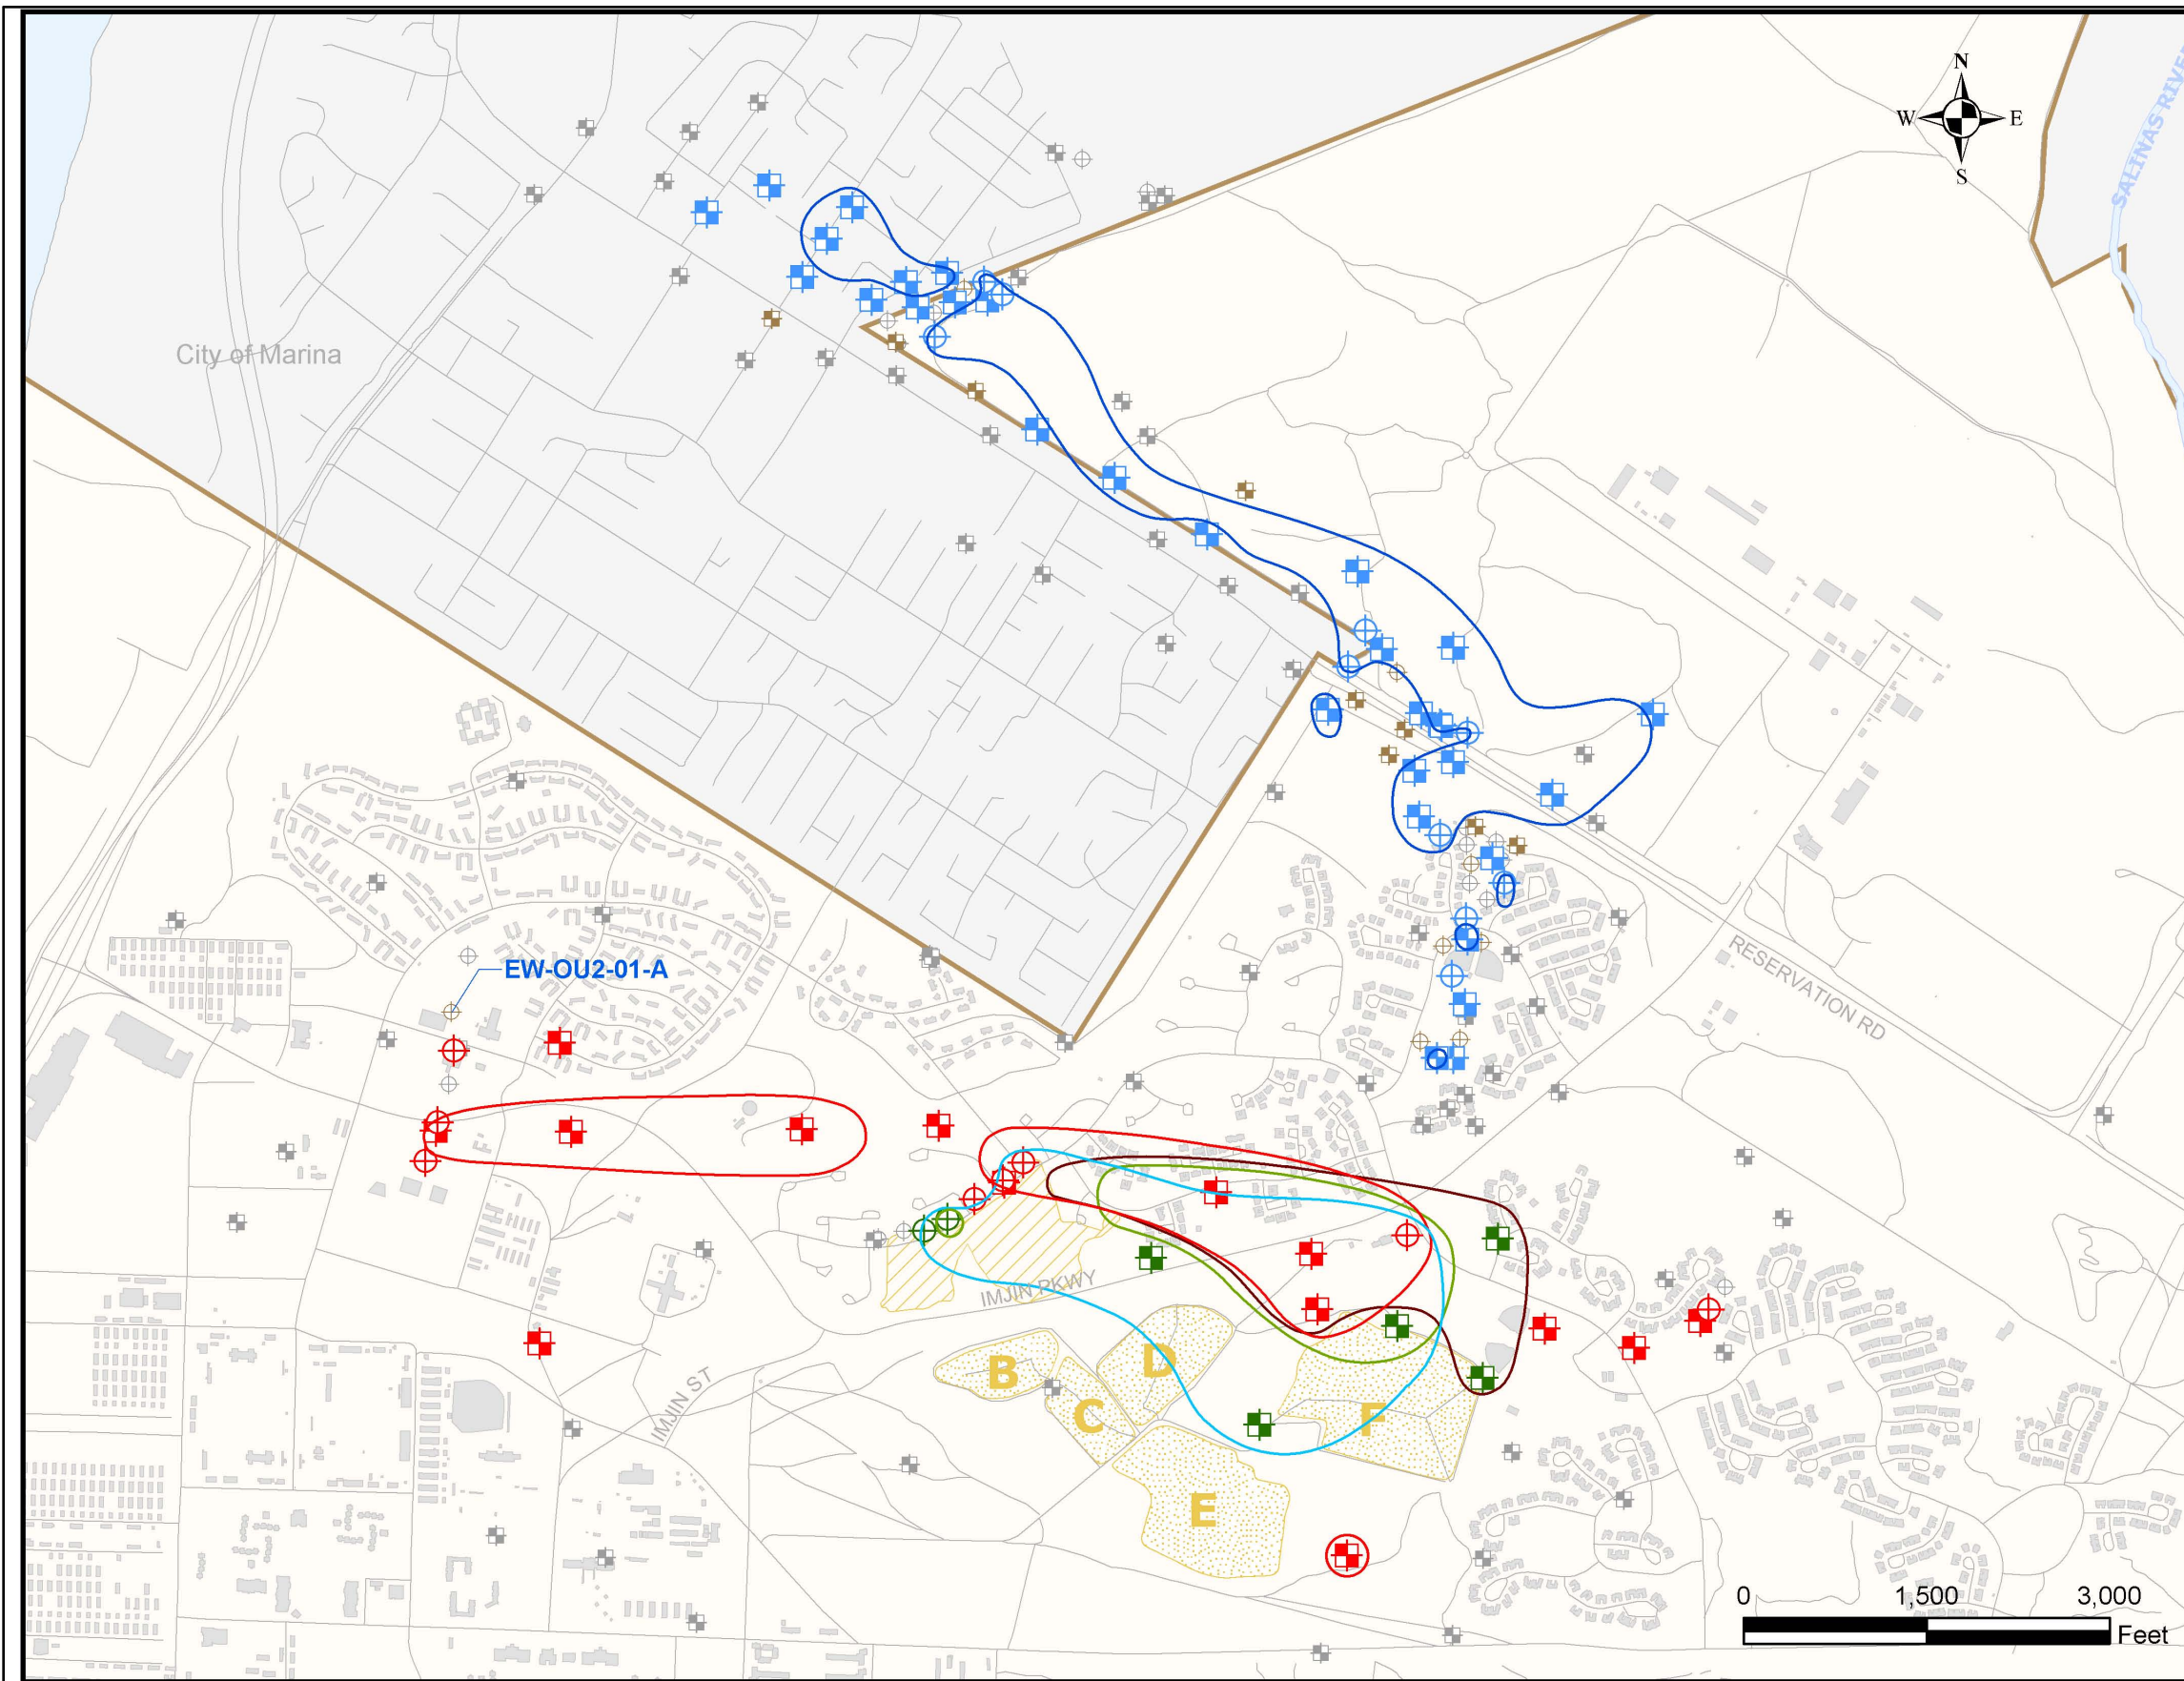 N
W E
S
SALINAS RIVER
City of Marina
EW-OU2-01-A
RESERVATION RD
IMJIN PKWY
B
D
C
F
IMJIN ST
E
0 1,500 3,000
Feet